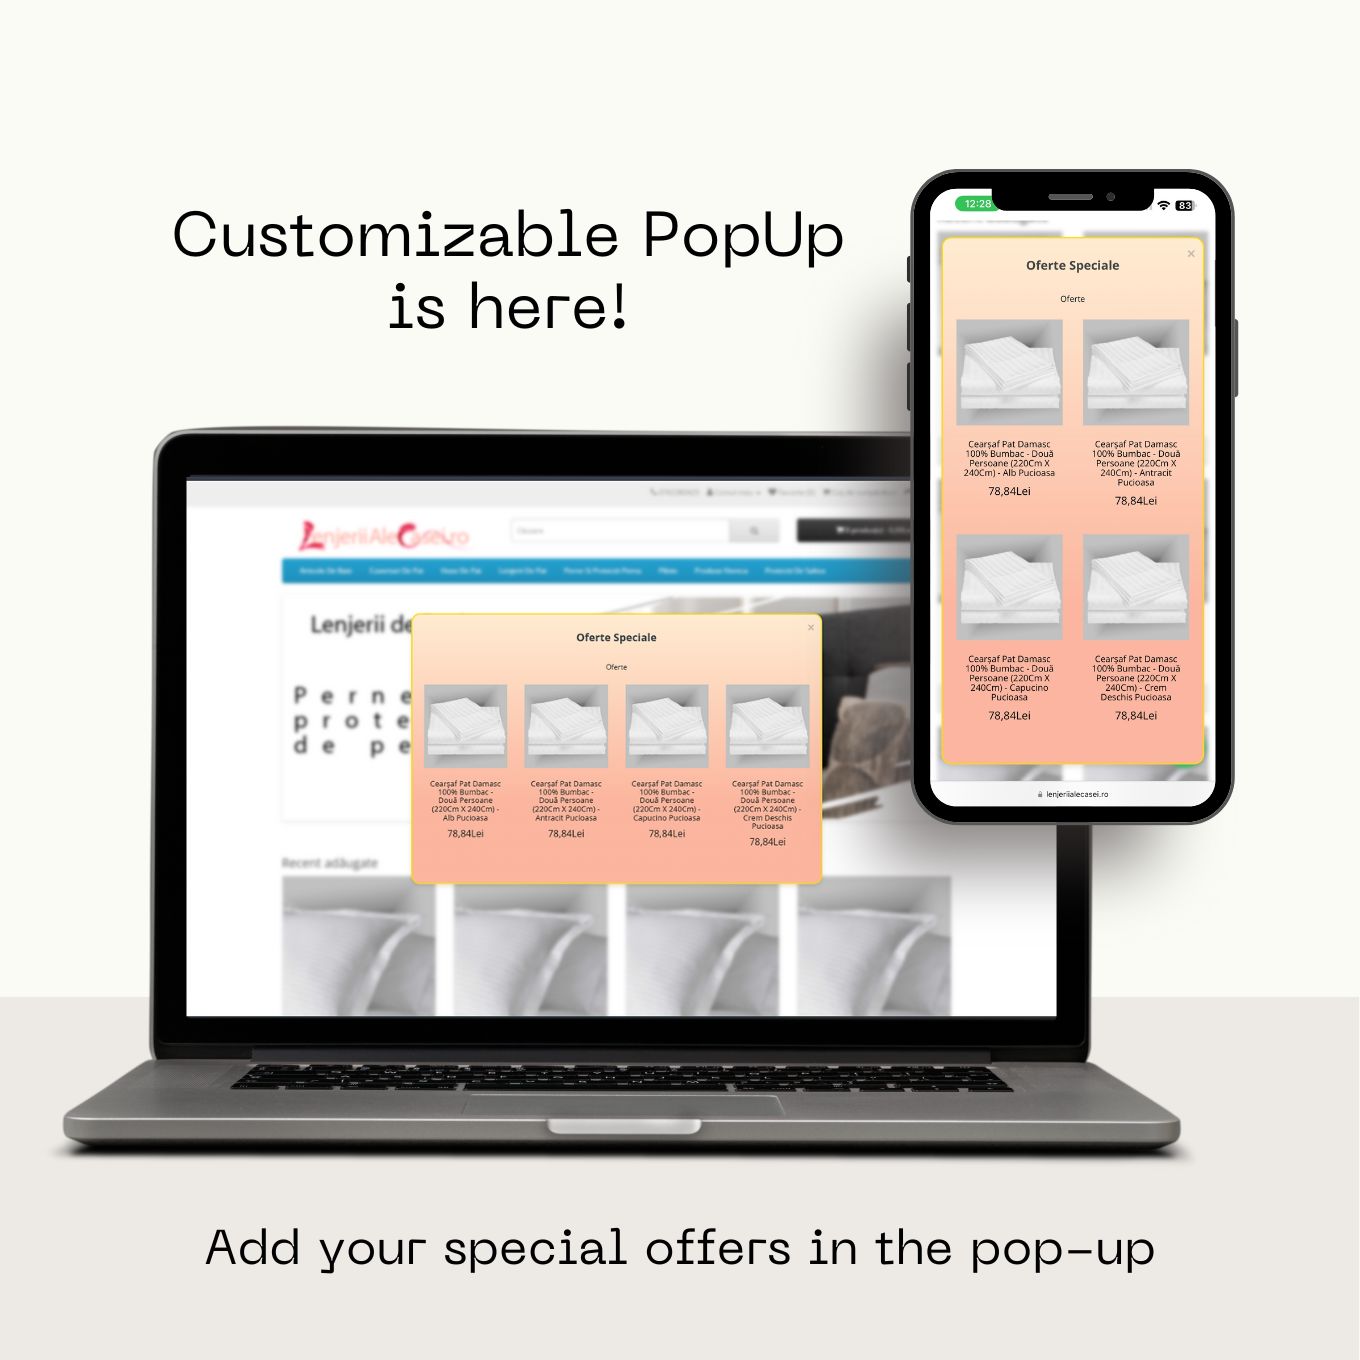 Customizable PopUp
is here!
12:28
83
Oferte Speciale
Oferte
Cearșaf Pat Damasc
100% Bumbac - Două
Persoane (220Cm X
240Cm) - Alb Pucioasa
78,84Lei
Cearșaf Pat Damasc
100% Bumbac - Două
Persoane (220Cm X
240Cm) - Antracit
Pucioasa
78,84Lei
Cearșaf Pat Damasc
100% Bumbac - Două
Persoane (220Cm X
240Cm) - Capucino
Pucioasa
78,84Lei
Cearșaf Pat Damasc
100% Bumbac - Două
Persoane (220Cm X
240Cm) - Crem
Deschis Pucioasa
78,84Lei
lenjeriialecasei.ro
LenjeriiAleCasei.ro
Căutare
Lenjerii de
Perne
prote
de pe
Oferte Speciale
Oferte
Cearșaf Pat Damasc
100% Bumbac -
Două Persoane
(220Cm X 240Cm) -
Alb Pucioasa
78,84Lei
Cearșaf Pat Damasc
100% Bumbac -
Două Persoane
(220Cm X 240Cm) -
Antracit Pucioasa
78,84Lei
Cearșaf Pat Damasc
100% Bumbac -
Două Persoane
(220Cm X 240Cm) -
Capucino Pucioasa
78,84Lei
Cearșaf Pat Damasc
100% Bumbac -
Două Persoane
(220Cm X 240Cm) -
Crem Deschis
Pucioasa
78,84Lei
Recent adăugate
Add your special offers in the pop-up